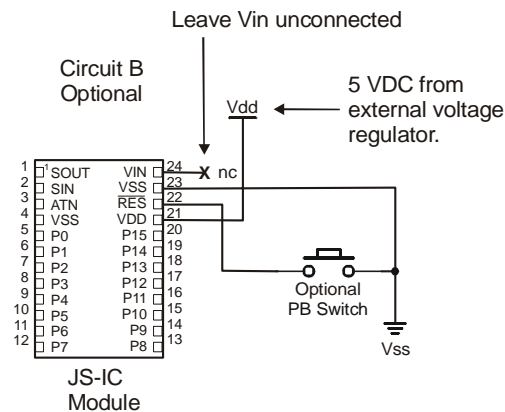 Leave Vin unconnected
Circuit B
Optional
Vdd
5 VDC from
external voltage
regulator.
X nc
1 SOUT VIN 24
2 SIN VSS 23
3 ATN RES 22
4 VSS VDD 21
5 P0 P15 20
6 P1 P14 19
7 P2 P13 18
8 P3 P12 17
9 P4 P11 16
10 P5 P10 15
11 P6 P9 14
12 P7 P8 13
1
Optional
PB Switch
Vss
JS-IC
Module